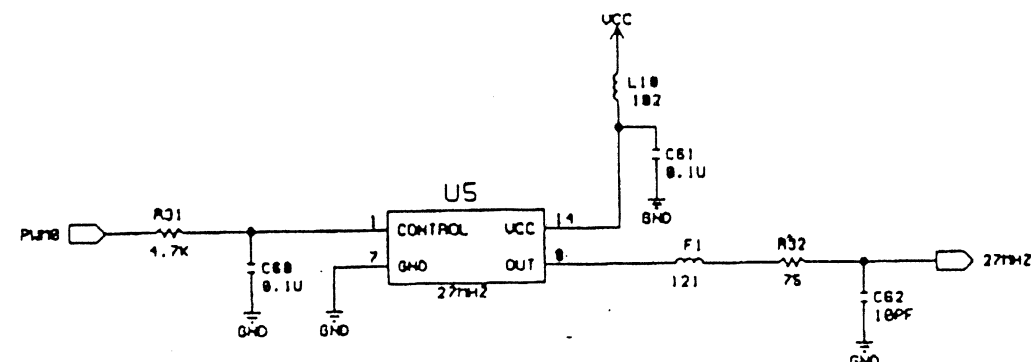 VCC
L10
102
C61
0.1U
GND
U5
PWM0
R31
4.7K
1
CONTROL
VCC
14
7
GND
OUT
8
27MHZ
C60
0.1U
GND
GND
F1
121
R32
75
27MHZ
C62
10PF
GND